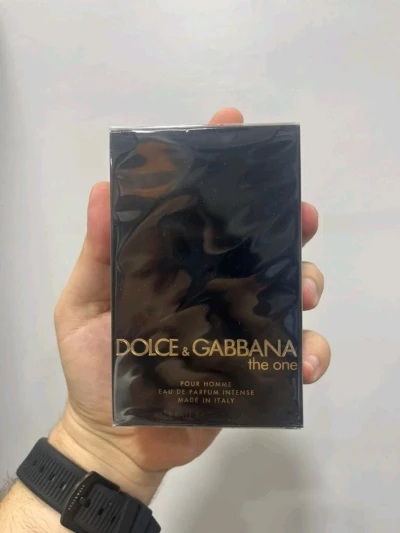 DOLCE & GABBANA
the one
POUR HOMME
EAU DE PARFUM INTENSE
MADE IN ITALY